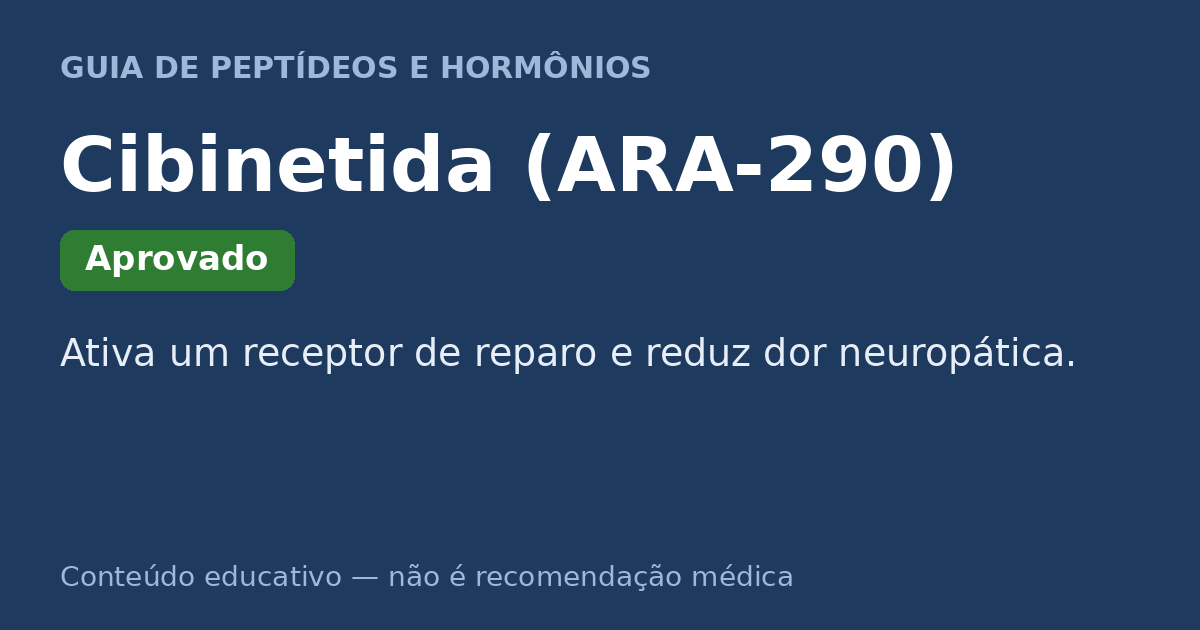 GUIA DE PEPTÍDEOS E HORMÔNIOS
Cibinetida (ARA-290)
Aprovado
Ativa um receptor de reparo e reduz dor neuropática.
Conteúdo educativo — não é recomendação médica